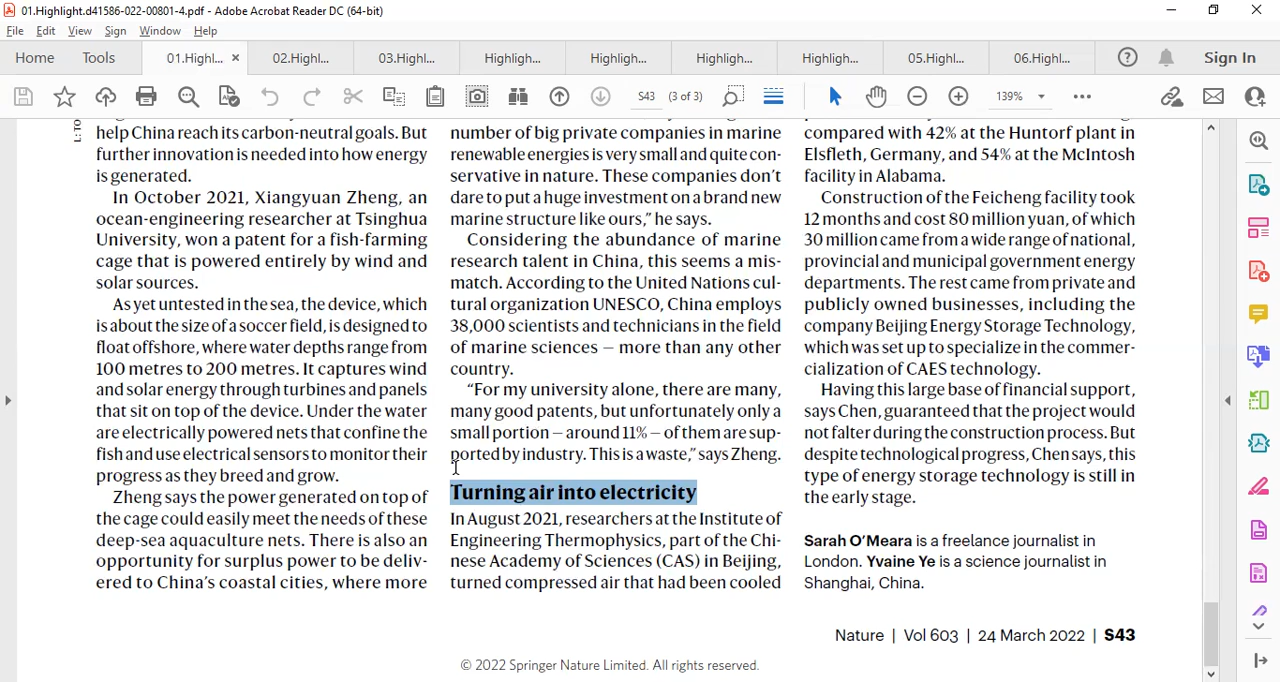 01.Highlight.d41586-022-00801-4.pdf - Adobe Acrobat Reader DC (64-bit)
File Edit View Sign Window Help
Home Tools 01.Highl... × 02.Highl... 03.Highl... Highligh... Highligh... Highligh... Highligh... 05.Highl... 06.Highl... Sign In
S43 (3 of 3) 139%
L: TO
help China reach its carbon-neutral goals. But
further innovation is needed into how energy
is generated.
In October 2021, Xiangyuan Zheng, an
ocean-engineering researcher at Tsinghua
University, won a patent for a fish-farming
cage that is powered entirely by wind and
solar sources.
As yet untested in the sea, the device, which
is about the size of a soccer field, is designed to
float offshore, where water depths range from
100 metres to 200 metres. It captures wind
and solar energy through turbines and panels
that sit on top of the device. Under the water
are electrically powered nets that confine the
fish and use electrical sensors to monitor their
progress as they breed and grow.
Zheng says the power generated on top of
the cage could easily meet the needs of these
deep-sea aquaculture nets. There is also an
opportunity for surplus power to be deliv-
ered to China's coastal cities, where more
number of big private companies in marine
renewable energies is very small and quite con-
servative in nature. These companies don't
dare to put a huge investment on a brand new
marine structure like ours," he says.
Considering the abundance of marine
research talent in China, this seems a mis-
match. According to the United Nations cul-
tural organization UNESCO, China employs
38,000 scientists and technicians in the field
of marine sciences — more than any other
country.
"For my university alone, there are many,
many good patents, but unfortunately only a
small portion — around 11% — of them are sup-
ported by industry. This is a waste," says Zheng.
Turning air into electricity
In August 2021, researchers at the Institute of
Engineering Thermophysics, part of the Chi-
nese Academy of Sciences (CAS) in Beijing,
turned compressed air that had been cooled
compared with 42% at the Huntorf plant in
Elsfleth, Germany, and 54% at the McIntosh
facility in Alabama.
Construction of the Feicheng facility took
12 months and cost 80 million yuan, of which
30 million came from a wide range of national,
provincial and municipal government energy
departments. The rest came from private and
publicly owned businesses, including the
company Beijing Energy Storage Technology,
which was set up to specialize in the commer-
cialization of CAES technology.
Having this large base of financial support,
says Chen, guaranteed that the project would
not falter during the construction process. But
despite technological progress, Chen says, this
type of energy storage technology is still in
the early stage.
Sarah O'Meara is a freelance journalist in
London. Yvaine Ye is a science journalist in
Shanghai, China.
Nature | Vol 603 | 24 March 2022 | S43
© 2022 Springer Nature Limited. All rights reserved.